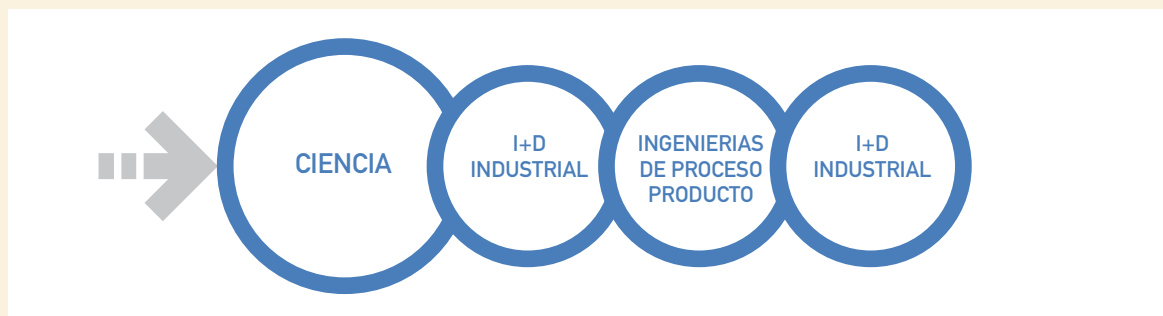 CIENCIA
I+D
INDUSTRIAL
INGENIERIAS
DE PROCESO
PRODUCTO
I+D
INDUSTRIAL